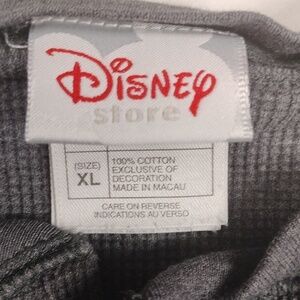 DISNEY
store
(SIZE)
XL
100% COTTON
EXCLUSIVE OF
DECORATION
MADE IN MACAU
CARE ON REVERSE
INDICATIONS AU VERSO